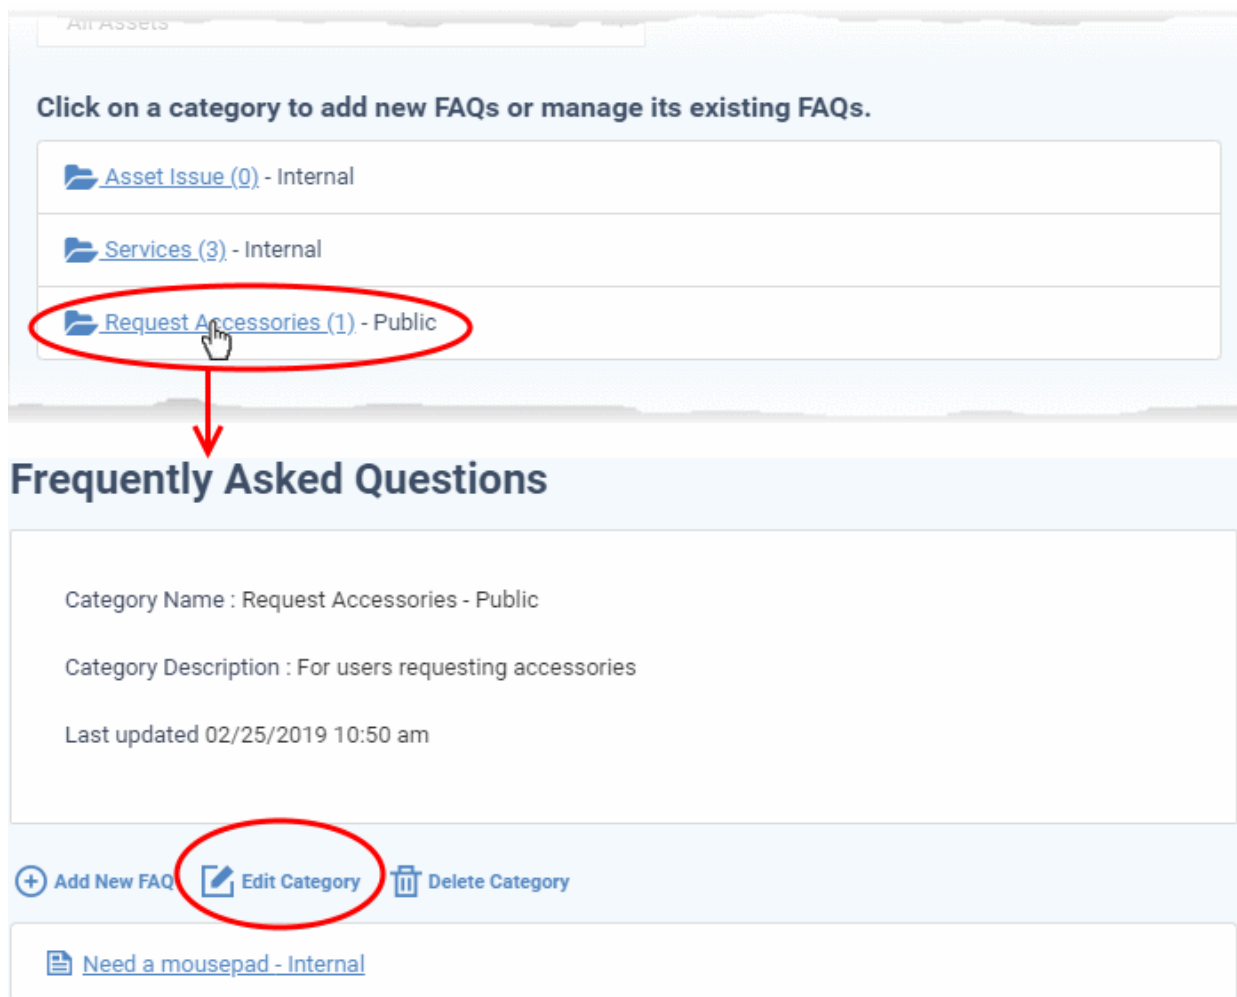 All Assets
Click on a category to add new FAQs or manage its existing FAQs.
Asset Issue (0) - Internal
Services (3) - Internal
Request Accessories (1) - Public
Frequently Asked Questions
Category Name : Request Accessories - Public
Category Description : For users requesting accessories
Last updated 02/25/2019 10:50 am
Add New FAQ Edit Category Delete Category
Need a mousepad - Internal